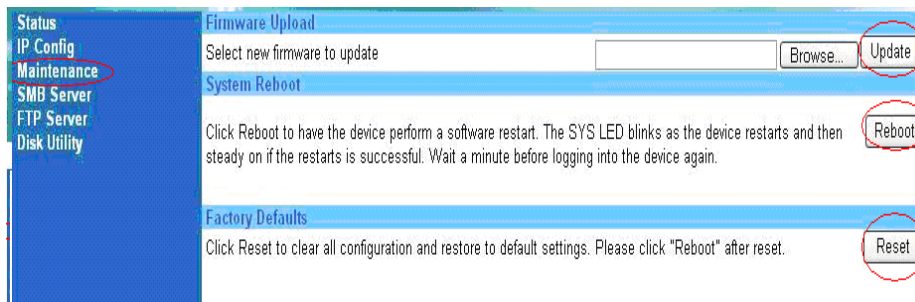 Status
IP Config
Maintenance
SMB Server
FTP Server
Disk Utility
Firmware Upload
Select new firmware to update
Browse...
Update
System Reboot
Click Reboot to have the device perform a software restart. The SYS LED blinks as the device restarts and then
steady on if the restarts is successful. Wait a minute before logging into the device again.
Reboot
Factory Defaults
Click Reset to clear all configuration and restore to default settings. Please click "Reboot" after reset.
Reset